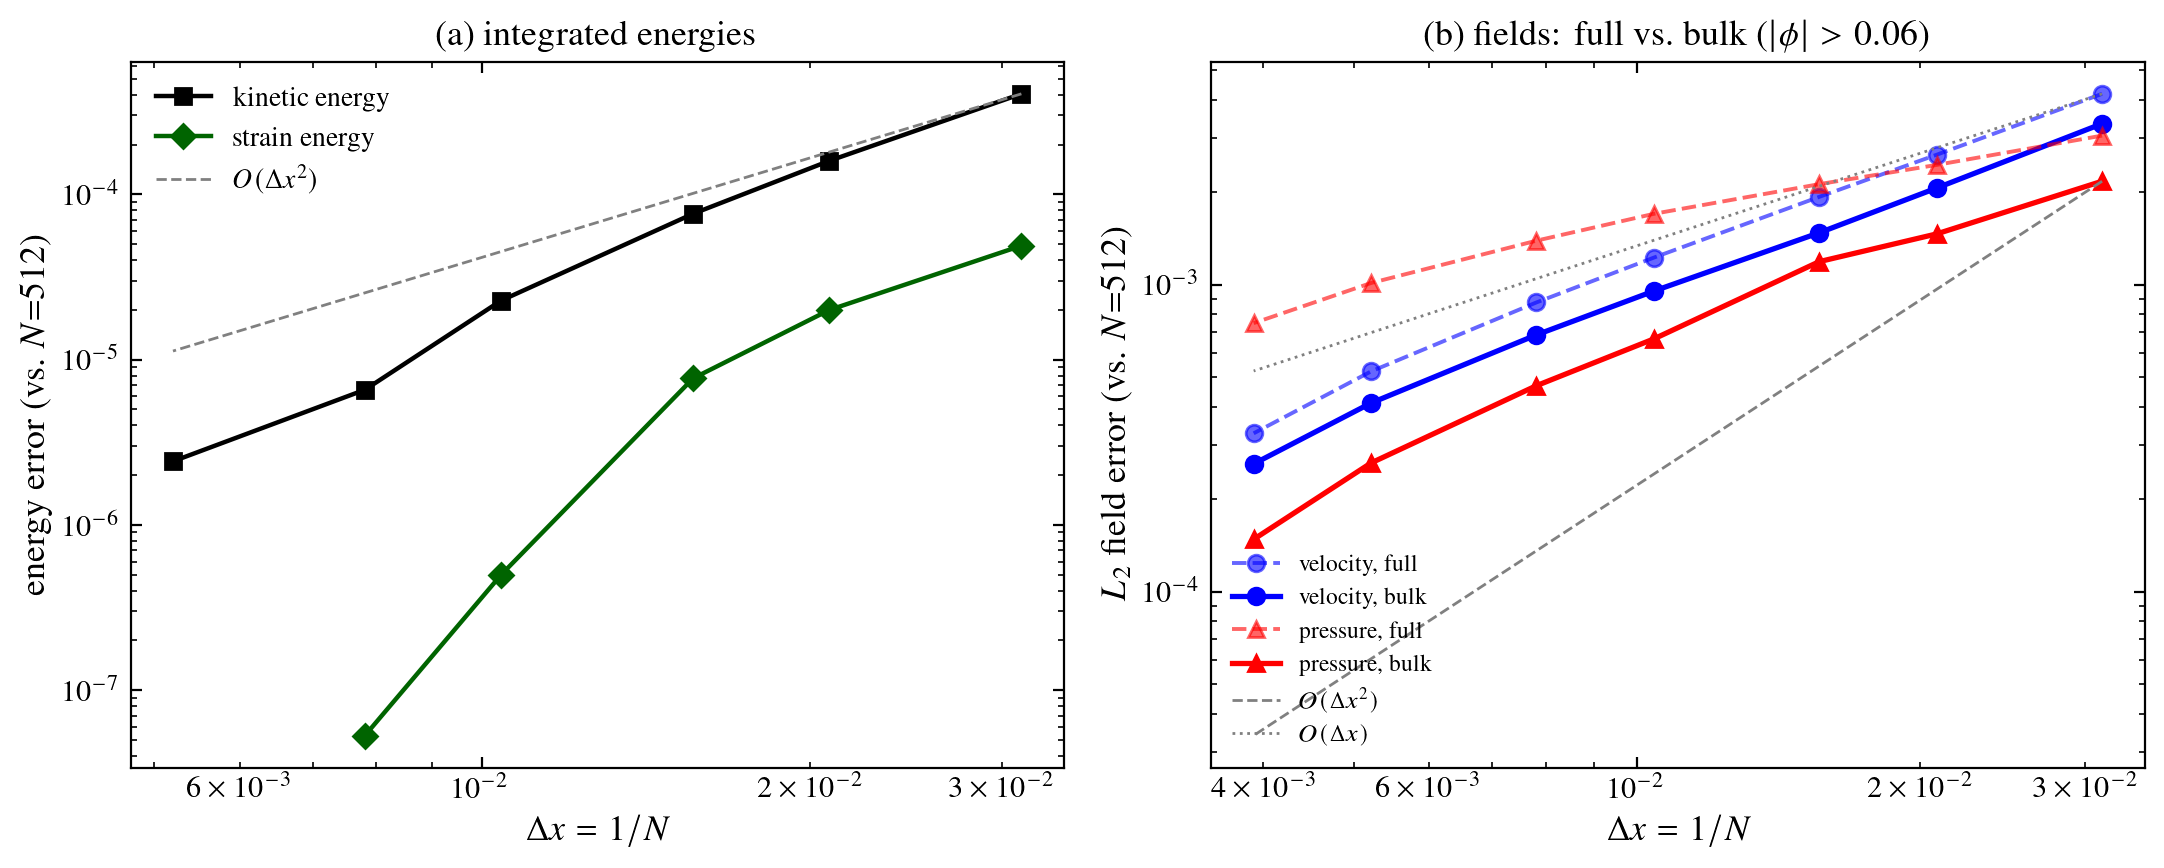 (a) integrated energies
kinetic energy
strain energy
O(Δx²)
energy error (vs. N=512)
10⁻⁴
10⁻⁵
10⁻⁶
10⁻⁷
6 × 10⁻³
10⁻²
2 × 10⁻²
3 × 10⁻²
Δx = 1/N
(b) fields: full vs. bulk (|ϕ| > 0.06)
L₂ field error (vs. N=512)
10⁻³
10⁻⁴
velocity, full
velocity, bulk
pressure, full
pressure, bulk
O(Δx²)
O(Δx)
4 × 10⁻³
6 × 10⁻³
10⁻²
2 × 10⁻²
3 × 10⁻²
Δx = 1/N